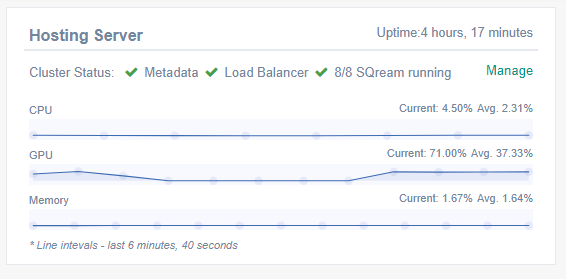 Hosting Server
Uptime:4 hours, 17 minutes
Cluster Status: ✔ Metadata ✔ Load Balancer ✔ 8/8 SQream running
Manage
CPU
Current: 4.50% Avg. 2.31%
GPU
Current: 71.00% Avg. 37.33%
Memory
Current: 1.67% Avg. 1.64%
* Line intevals - last 6 minutes, 40 seconds